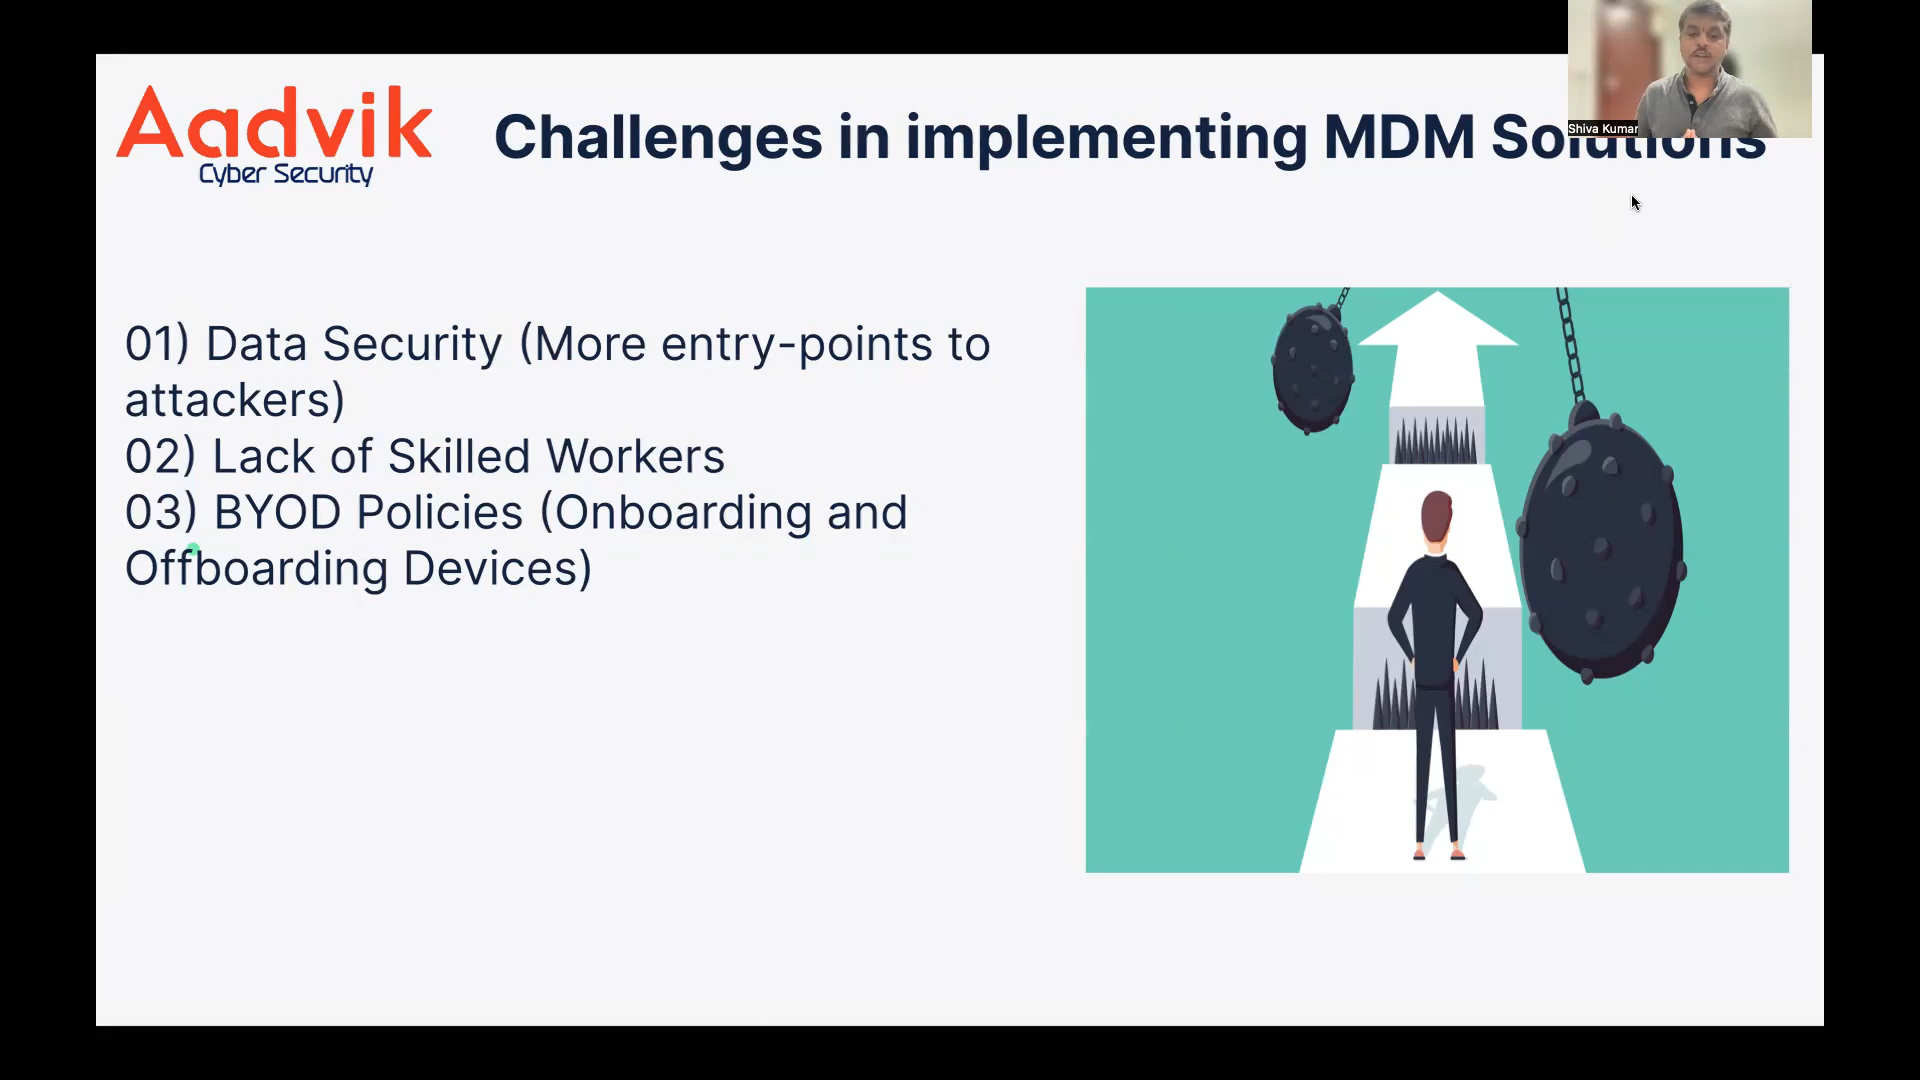 Aadvik
Cyber Security
Challenges in implementing MDM Solutions
Shiva Kumar
01) Data Security (More entry-points to
attackers)
02) Lack of Skilled Workers
03) BYOD Policies (Onboarding and
Offboarding Devices)